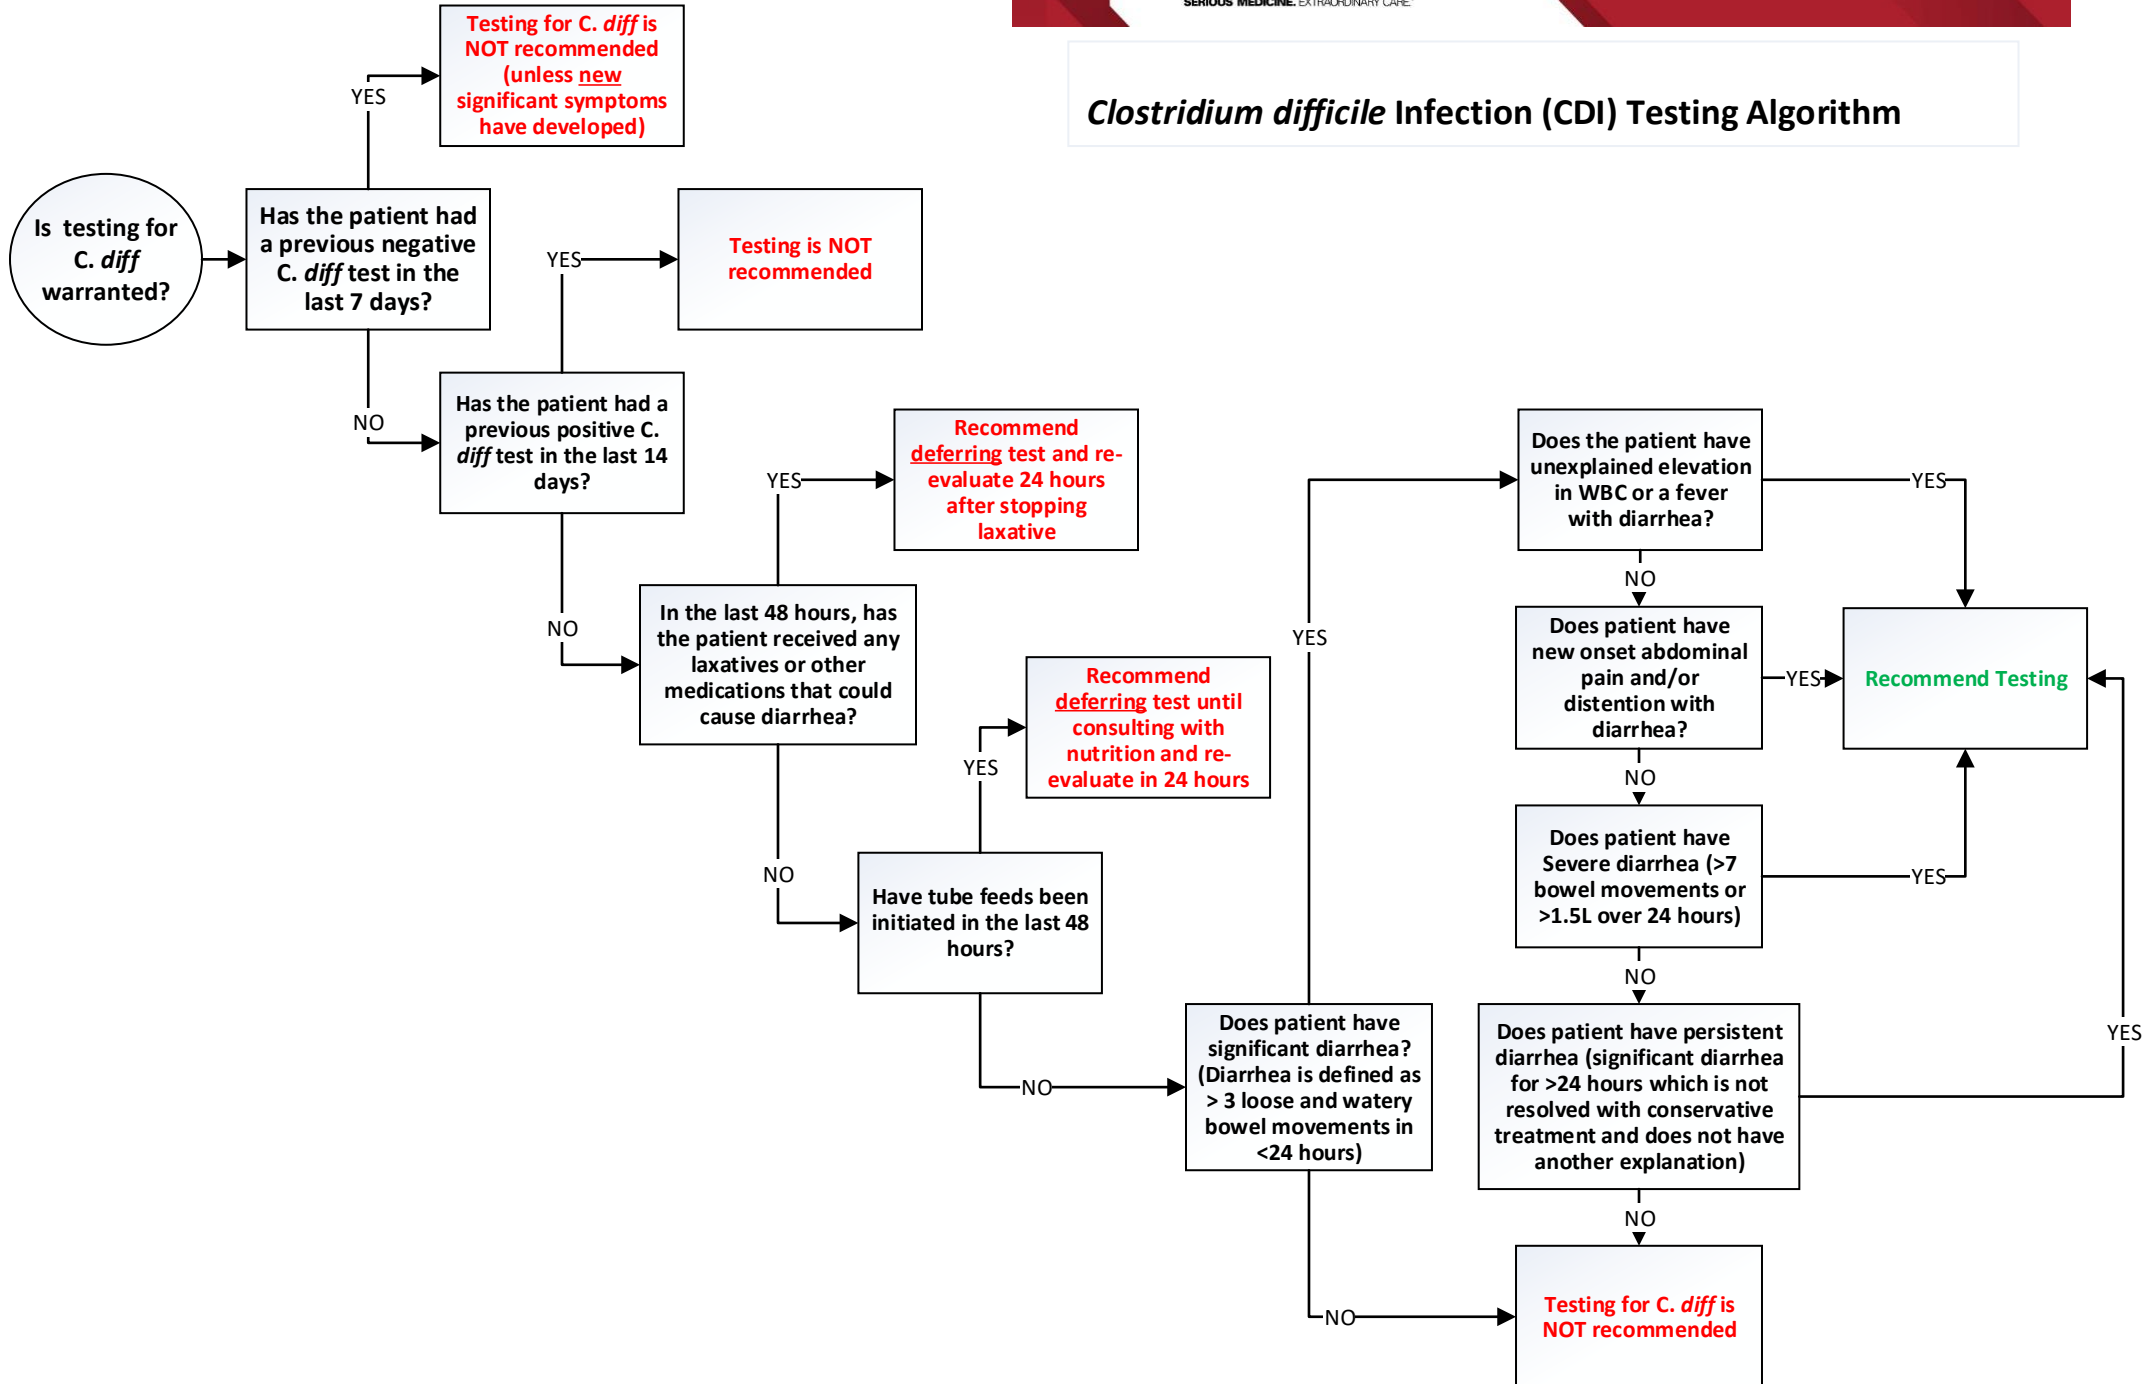 SERIOUS MEDICINE. EXTRAORDINARY CARE.
Clostridium difficile Infection (CDI) Testing Algorithm
Testing for C. diff is
NOT recommended
(unless new
significant symptoms
have developed)
YES
Is testing for
C. diff
warranted?
Has the patient had
a previous negative
C. diff test in the
last 7 days?
YES
Testing is NOT
recommended
NO
Has the patient had a
previous positive C.
diff test in the last 14
days?
YES
Recommend
deferring test and re-
evaluate 24 hours
after stopping
laxative
NO
In the last 48 hours, has
the patient received any
laxatives or other
medications that could
cause diarrhea?
YES
Recommend
deferring test until
consulting with
nutrition and re-
evaluate in 24 hours
NO
Have tube feeds been
initiated in the last 48
hours?
NO
Does patient have
significant diarrhea?
(Diarrhea is defined as
> 3 loose and watery
bowel movements in
<24 hours)
YES
Does the patient have
unexplained elevation
in WBC or a fever
with diarrhea?
YES
NO
Does patient have
new onset abdominal
pain and/or
distention with
diarrhea?
YES
Recommend Testing
NO
Does patient have
Severe diarrhea (>7
bowel movements or
>1.5L over 24 hours)
YES
NO
Does patient have persistent
diarrhea (significant diarrhea
for >24 hours which is not
resolved with conservative
treatment and does not have
another explanation)
YES
NO
NO
Testing for C. diff is
NOT recommended